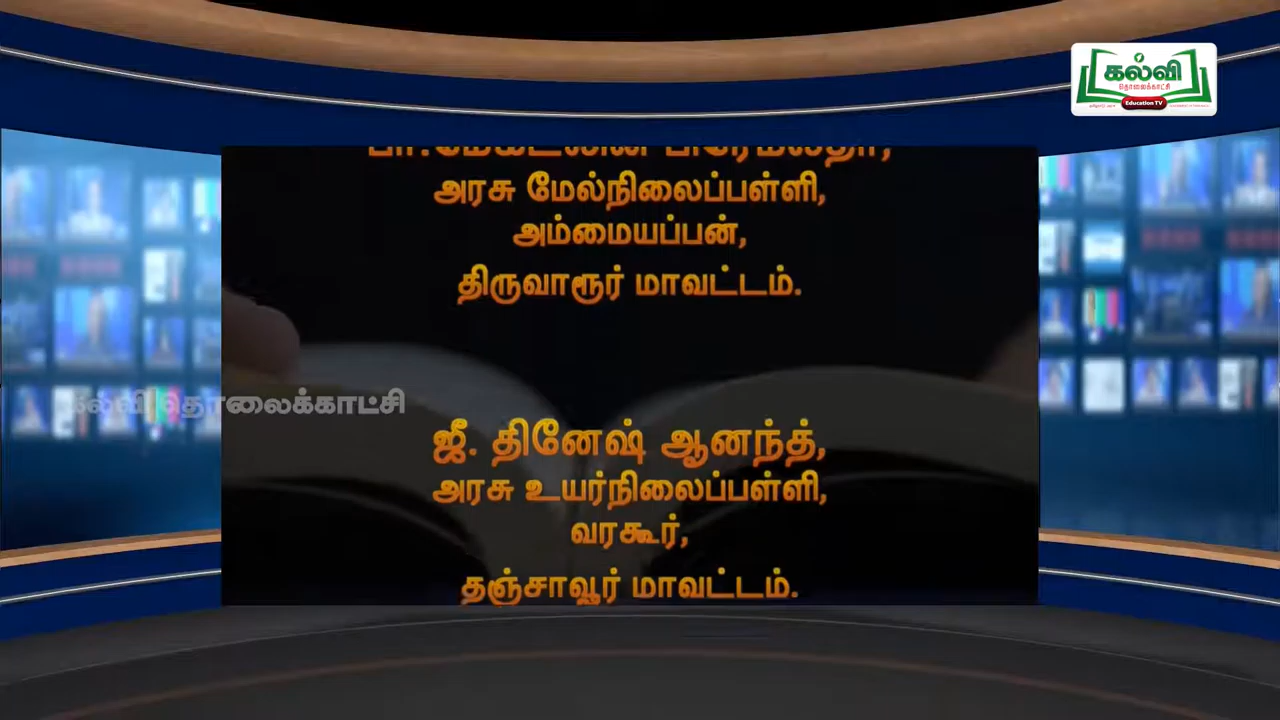 கல்வி
தொலைக்காட்சி
Education TV
அரசு மேல்நிலைப்பள்ளி,
அம்மையப்பன்,
திருவாரூர் மாவட்டம்.
கல்வி தொலைக்காட்சி
ஜீ. தினேஷ் ஆனந்த்,
அரசு உயர்நிலைப்பள்ளி,
வரகூர்,
தஞ்சாவூர் மாவட்டம்.